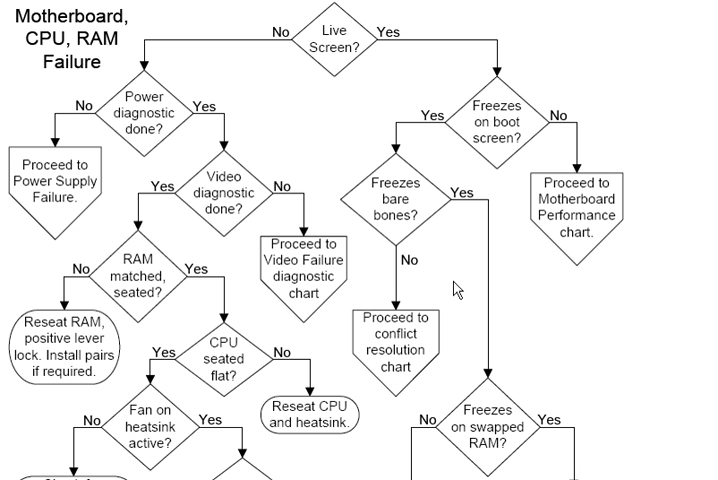 Motherboard,
CPU, RAM
Failure
No
Live
Screen?
Yes
No
Power
diagnostic
done?
Yes
Yes
Freezes
on boot
screen?
No
Proceed to
Power Supply
Failure.
Yes
Video
diagnostic
done?
No
Freezes
bare
bones?
Yes
Proceed to
Motherboard
Performance
chart.
No
RAM
matched,
seated?
Yes
Proceed to
Video Failure
diagnostic
chart
No
Reseat RAM,
positive lever
lock. Install pairs
if required.
Yes
CPU
seated
flat?
No
Proceed to
conflict
resolution
chart
No
Fan on
heatsink
active?
Yes
Reseat CPU
and heatsink.
No
Freezes
on swapped
RAM?
Yes